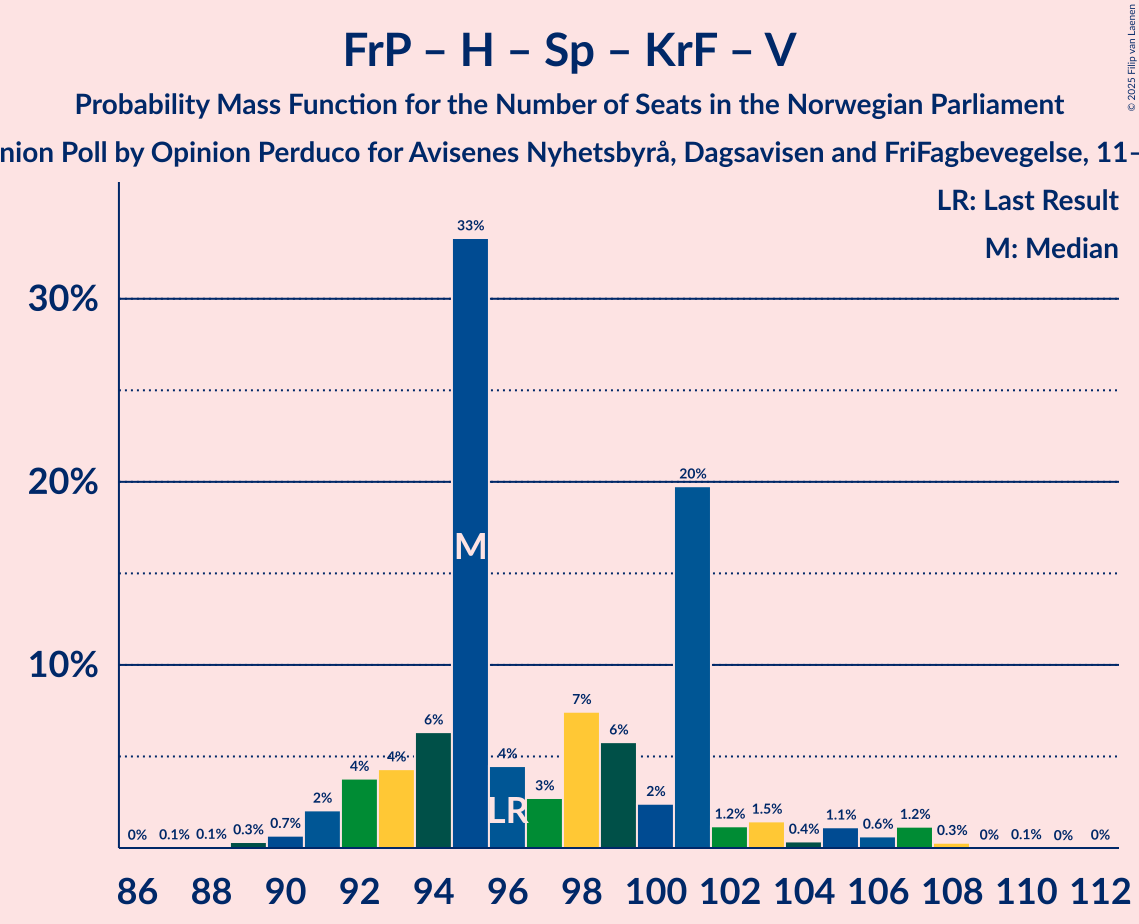 FrP – H – Sp – KrF – V
Probability Mass Function for the Number of Seats in the Norwegian Parliament
nion Poll by Opinion Perduco for Avisenes Nyhetsbyrå, Dagsavisen and FriFagbevegelse, 11–
© 2025 Filip van Laenen
LR: Last Result
M: Median
30%
20%
10%
0% 0.1% 0.1% 0.3% 0.7% 2% 4% 4% 6% 33% 4% 3% 7% 6% 2% 20% 1.2% 1.5% 0.4% 1.1% 0.6% 1.2% 0.3% 0% 0.1% 0% 0%
M
LR
86 88 90 92 94 96 98 100 102 104 106 108 110 112